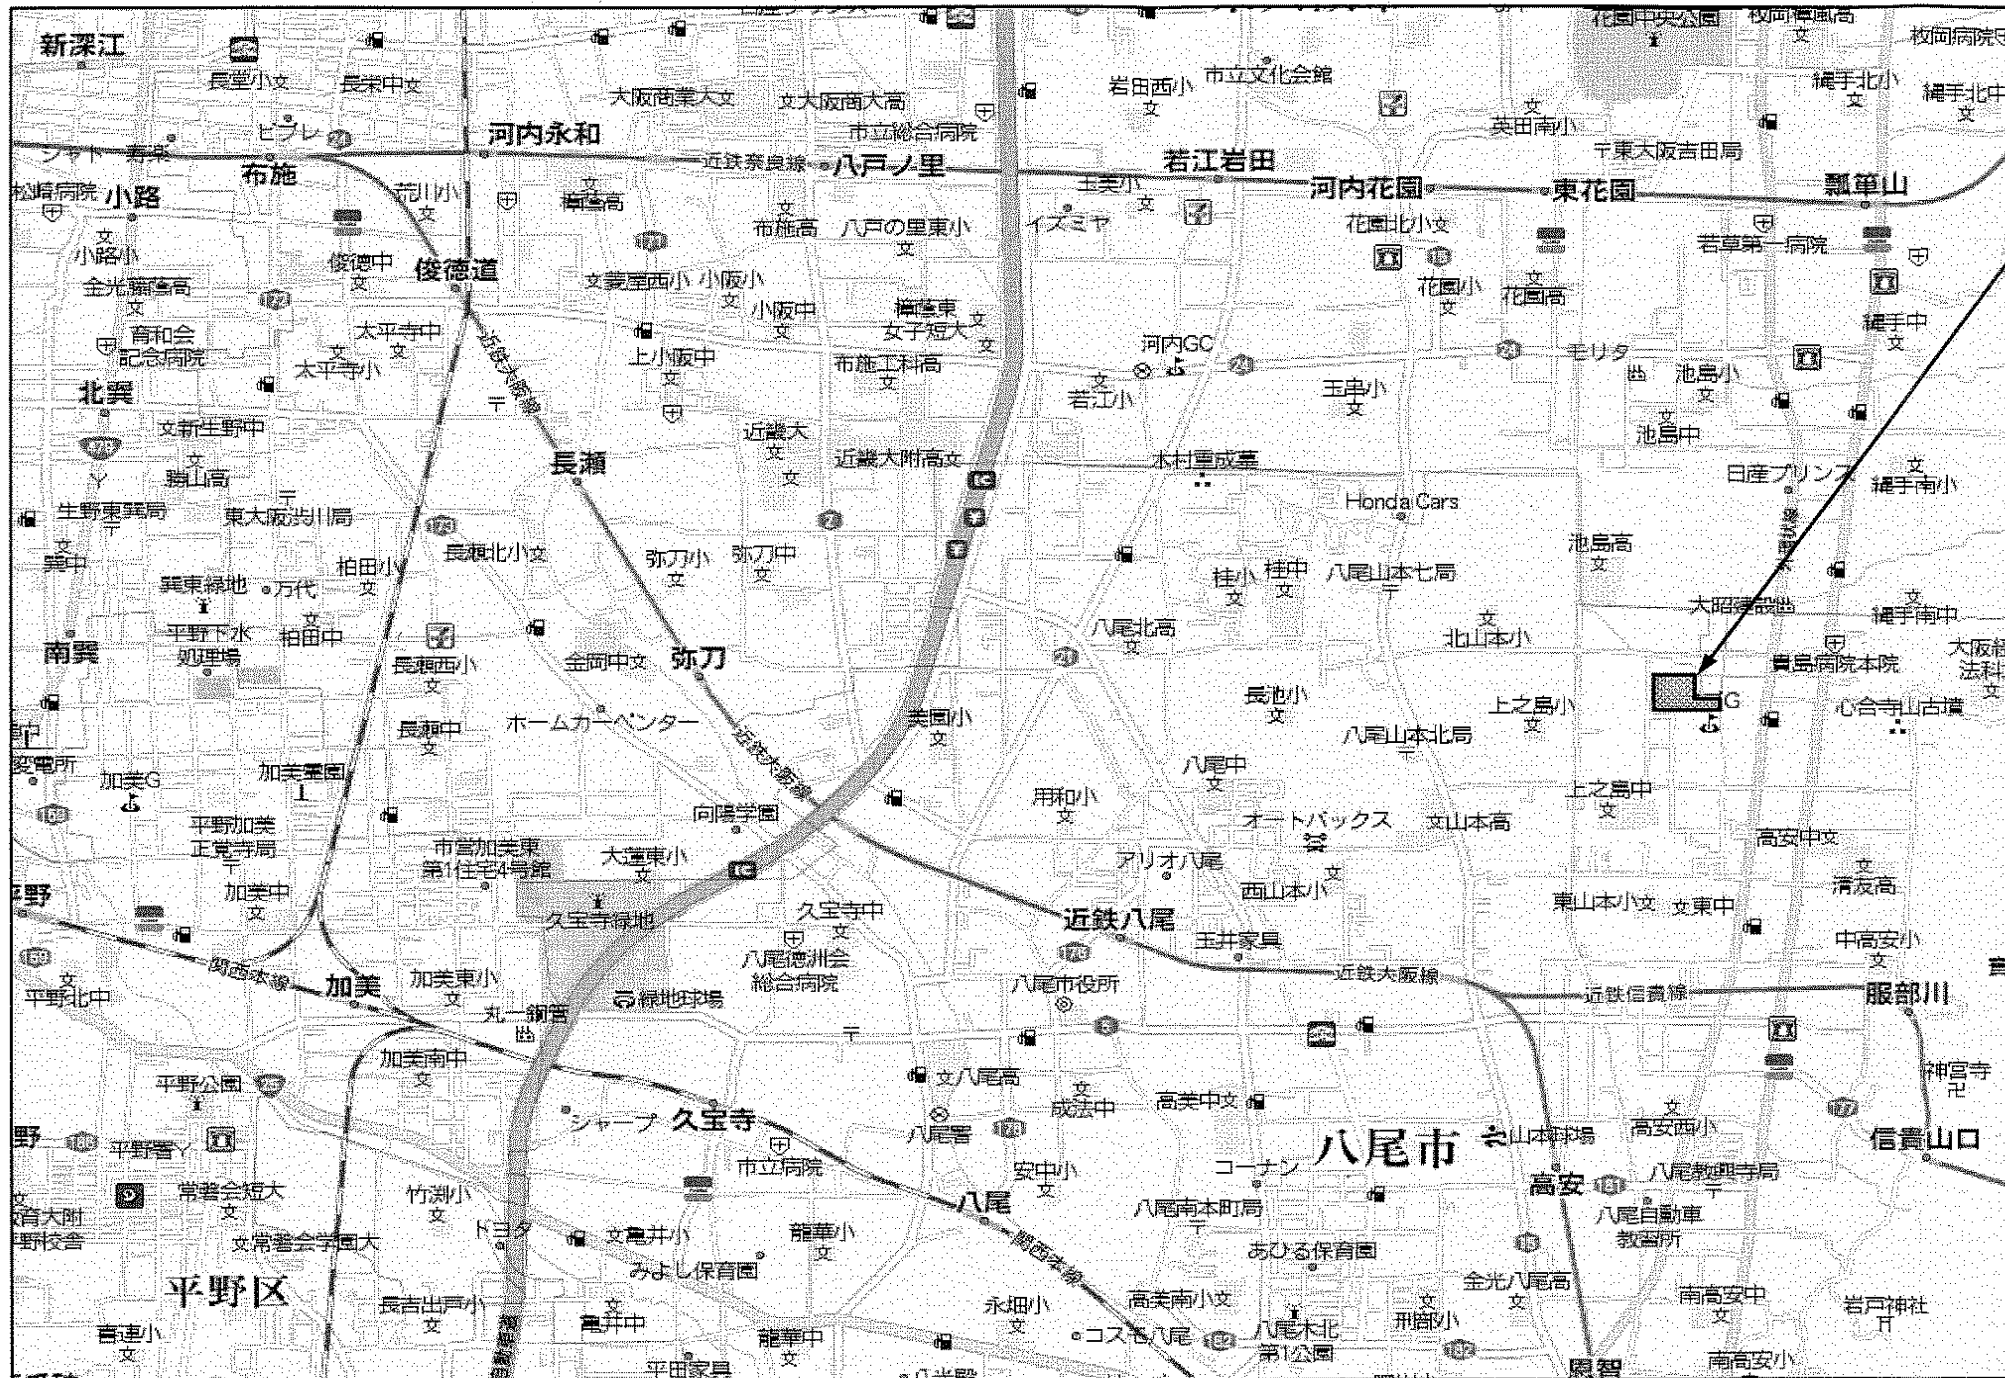 新深江
長堂小
長栄中
大阪商業大
大阪商大高
市立総合病院
岩田西小
市立文化会館
花園中央公園
枚岡樟風高
枚岡病院
縄手北小
縄手北中
英田南小
〒東大阪吉田局
ビブレ
河内永和
近鉄奈良線
八戸ノ里
若江岩田
河内花園
東花園
瓢箪山
布施
小路
荒川小
樟蔭高
布施高
八戸の里東小
イズミヤ
玉美小
花園北小
若草第一病院
小路小
俊徳中
俊徳道
菱屋西小
小阪小
花園小
花園高
金光藤蔭高
小阪中
樟蔭東
女子短大
縄手中
育和会
記念病院
太平寺中
太平寺小
近鉄大阪線
上小阪中
布施工科高
河内GC
モリタ
池島小
北巽
若江小
玉串小
池島中
新生野中
近畿大
近畿大附高
木村重成墓
長瀬
勝山高
日産プリンス
縄手南小
生野東巽局
東大阪渋川局
Honda Cars
巽中
長瀬北小
弥刀小
弥刀中
池島高
柏田小
桂小
桂中
八尾山本七局
巽東緑地
万代
大昭建設
縄手南中
平野下水
処理場
柏田中
八尾北高
北山本小
南巽
長瀬西小
金岡中
弥刀
貴島病院本院
長池小
上之島小
G
心合寺山古墳
ホームカーペンター
美園小
長瀬中
八尾山本北局
変電所
加美G
加美霊園
近鉄大阪線
八尾中
上之島中
向陽学園
用和小
オートバックス
山本高
平野加美
正覚寺局
高安中
市営加美東
第1住宅4号館
大蓮東小
アリオ八尾
西山本小
清友高
加美中
久宝寺緑地
久宝寺中
近鉄八尾
東山本小
東中
玉井家具
中高安小
関西本線
加美
加美東小
八尾徳洲会
総合病院
近鉄大阪線
近鉄信貴線
服部川
平野北中
緑地球場
八尾市役所
丸一鋼管
加美南中
平野公園
八尾高
成法中
高美中
神宮寺
シャープ
久宝寺
八尾署
八尾市
山本球場
高安西小
信貴山口
平野署
市立病院
安中小
コーナン
高安
八尾教興寺局
常磐会短大
竹渕小
八尾
八尾南本町局
八尾自動車
教習所
トヨタ
亀井小
龍華小
常磐会学園大
みよし保育園
関西本線
あひる保育園
金光八尾高
平野区
長吉出戸小
永畑小
高美南小
南高安中
岩戸神社
喜連小
亀井中
龍華中
コスモ八尾
八尾木北
第1公園
刑部小
平田家具
恩智
南高安小